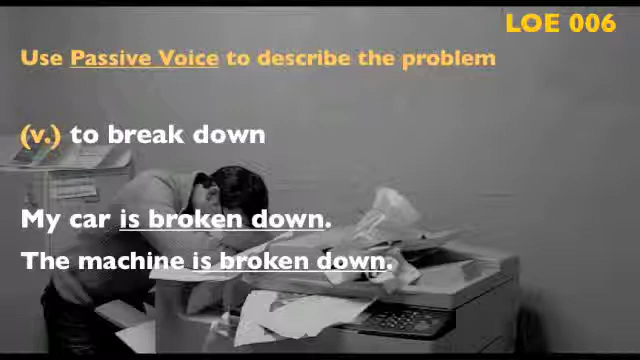 LOE 006
Use Passive Voice to describe the problem
(v.) to break down
My car is broken down.
The machine is broken down.